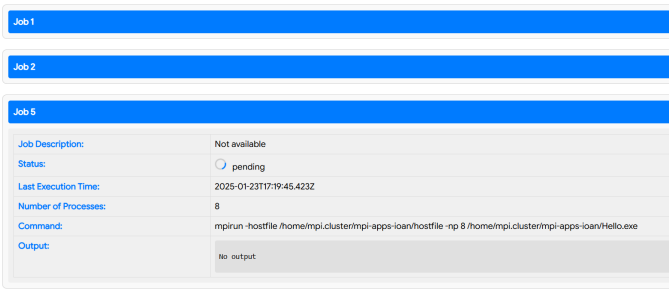 Job 1
Job 2
Job 5
Job Description: Not available
Status: pending
Last Execution Time: 2025-01-23T17:19:45.423Z
Number of Processes: 8
Command: mpirun -hostfile /home/mpi.cluster/mpi-apps-ioan/hostfile -np 8 /home/mpi.cluster/mpi-apps-ioan/Hello.exe
Output: No output